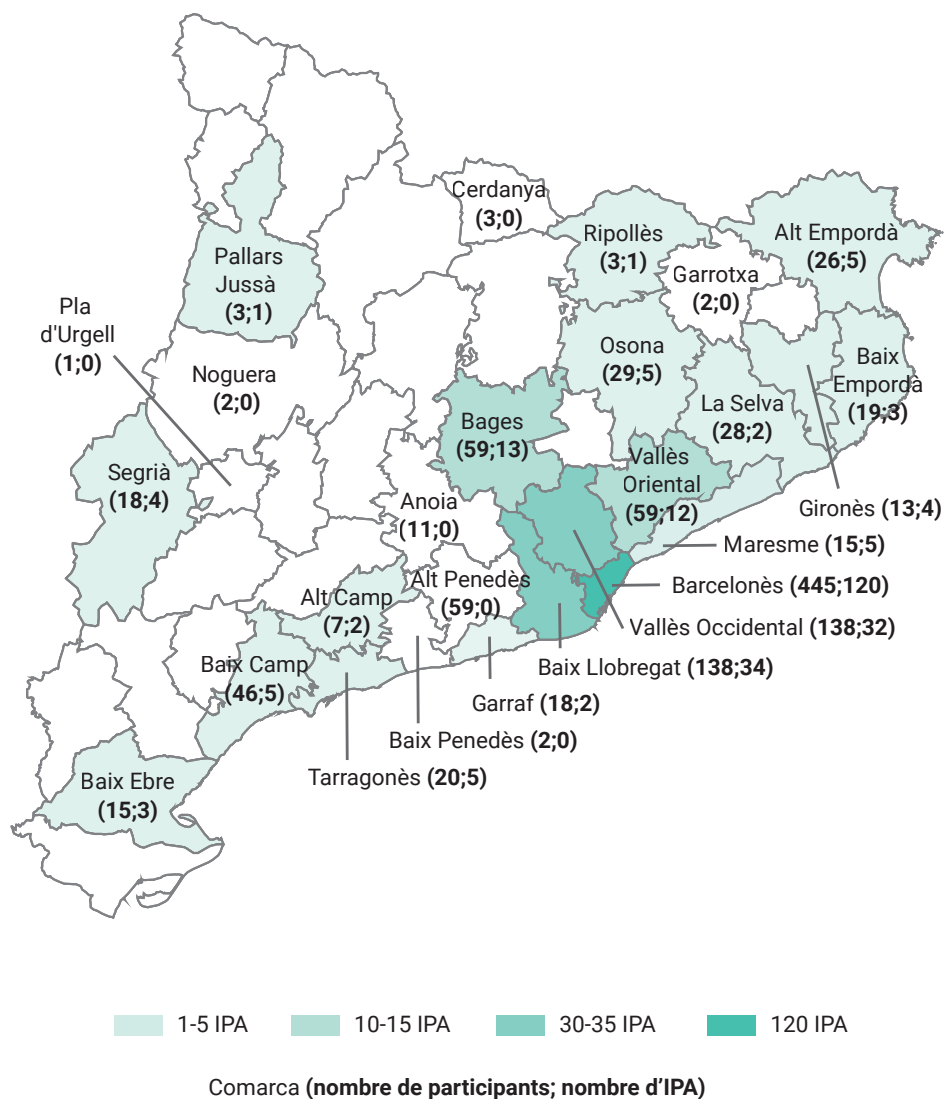 Cerdanya
(3;0)
Ripollès
(3;1)
Alt Empordà
(26;5)
Garrotxa
(2;0)
Pallars
Jussà
(3;1)
Pla
d'Urgell
(1;0)
Noguera
(2;0)
Osona
(29;5)
Baix
Empordà
(19;3)
La Selva
(28;2)
Bages
(59;13)
Vallès
Oriental
(59;12)
Segrià
(18;4)
Anoia
(11;0)
Gironès (13;4)
Maresme (15;5)
Barcelonès (445;120)
Alt Penedès
(59;0)
Alt Camp
(7;2)
Vallès Occidental (138;32)
Baix Camp
(46;5)
Baix Llobregat (138;34)
Garraf (18;2)
Baix Penedès (2;0)
Tarragonès (20;5)
Baix Ebre
(15;3)
1-5 IPA
10-15 IPA
30-35 IPA
120 IPA
Comarca (nombre de participants; nombre d’IPA)